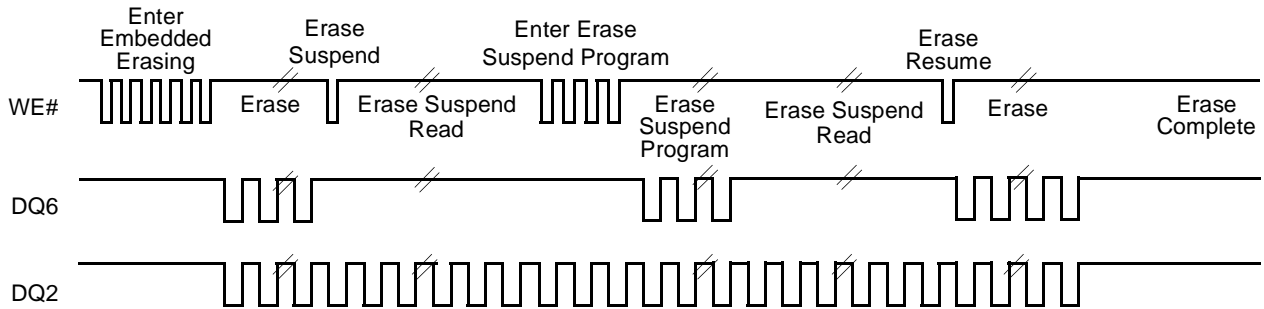 Enter
Embedded
Erasing
Erase
Suspend
Enter Erase
Suspend Program
Erase
Resume
WE#
Erase
Erase Suspend
Read
Erase
Suspend
Program
Erase Suspend
Read
Erase
Erase
Complete
DQ6
DQ2